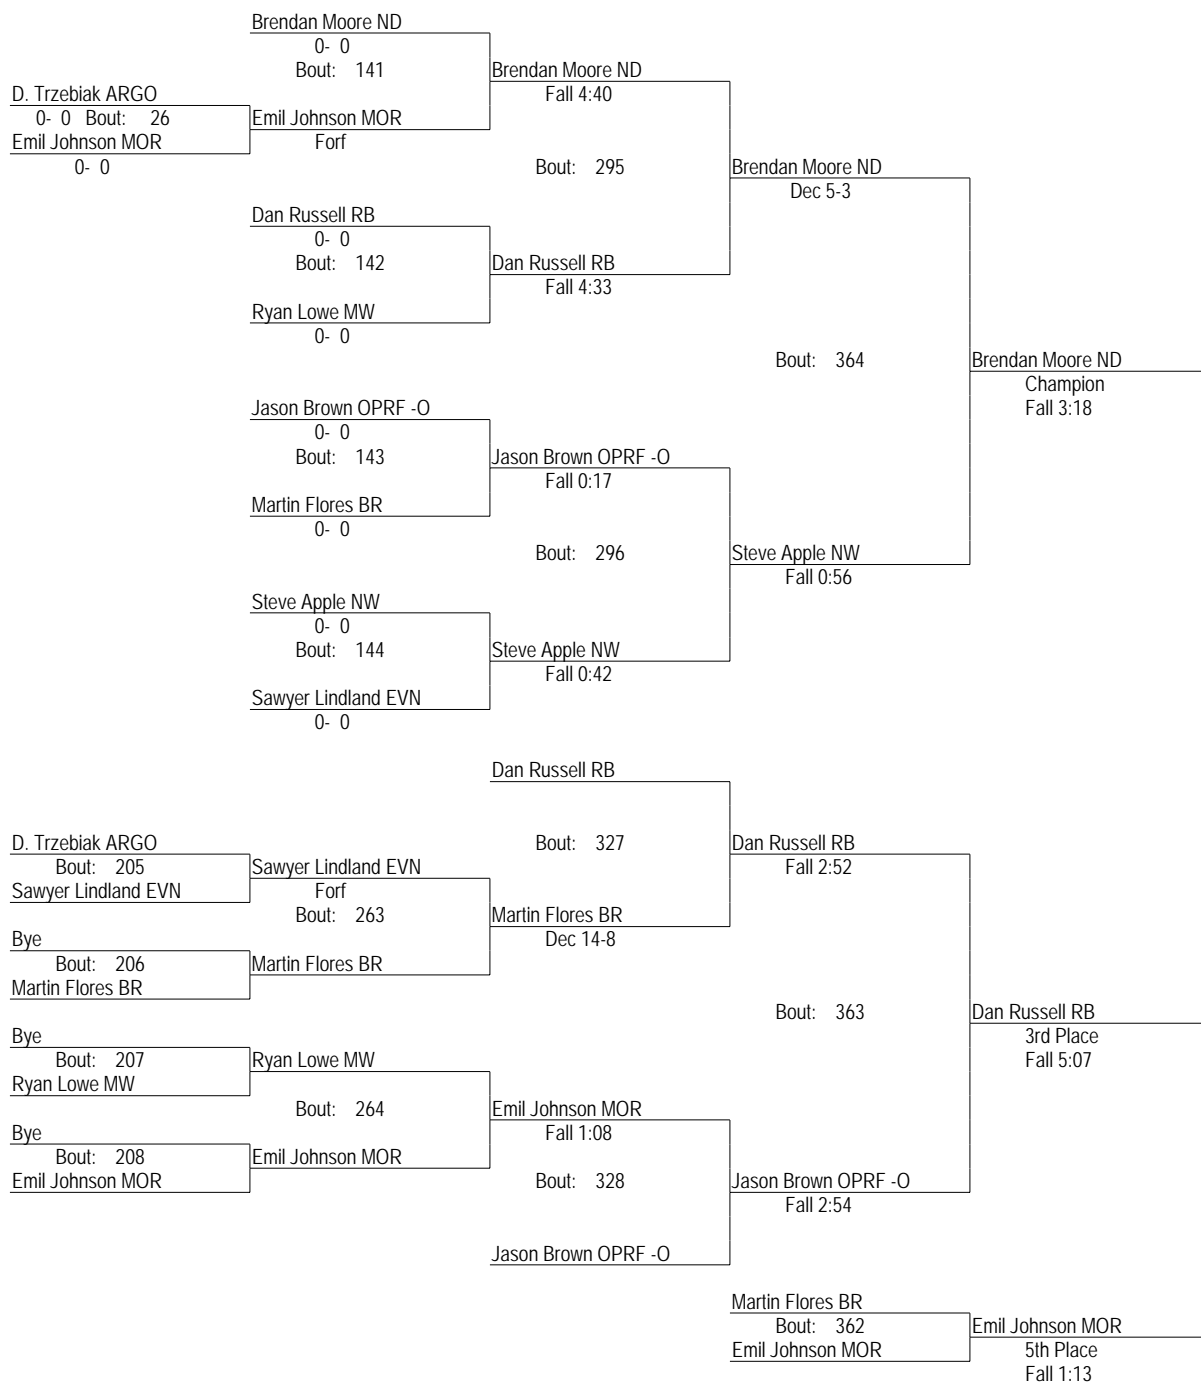 Brendan Moore ND
0- 0
Bout: 141
Brendan Moore ND
Fall 4:40
D. Trzebiak ARGO
0- 0 Bout: 26
Emil Johnson MOR
Emil Johnson MOR
Forf
0- 0
Bout: 295
Brendan Moore ND
Dec 5-3
Dan Russell RB
0- 0
Bout: 142
Dan Russell RB
Fall 4:33
Ryan Lowe MW
0- 0
Bout: 364
Brendan Moore ND
Champion
Fall 3:18
Jason Brown OPRF -O
0- 0
Bout: 143
Jason Brown OPRF -O
Fall 0:17
Martin Flores BR
0- 0
Bout: 296
Steve Apple NW
Fall 0:56
Steve Apple NW
0- 0
Bout: 144
Steve Apple NW
Fall 0:42
Sawyer Lindland EVN
0- 0
Dan Russell RB
Bout: 327
Dan Russell RB
Fall 2:52
D. Trzebiak ARGO
Bout: 205
Sawyer Lindland EVN
Sawyer Lindland EVN
Forf
Bout: 263
Martin Flores BR
Dec 14-8
Bye
Bout: 206
Martin Flores BR
Martin Flores BR
Bout: 363
Dan Russell RB
3rd Place
Fall 5:07
Bye
Bout: 207
Ryan Lowe MW
Ryan Lowe MW
Bout: 264
Emil Johnson MOR
Fall 1:08
Bye
Bout: 208
Emil Johnson MOR
Emil Johnson MOR
Bout: 328
Jason Brown OPRF -O
Fall 2:54
Jason Brown OPRF -O
Martin Flores BR
Bout: 362
Emil Johnson MOR
Emil Johnson MOR
5th Place
Fall 1:13